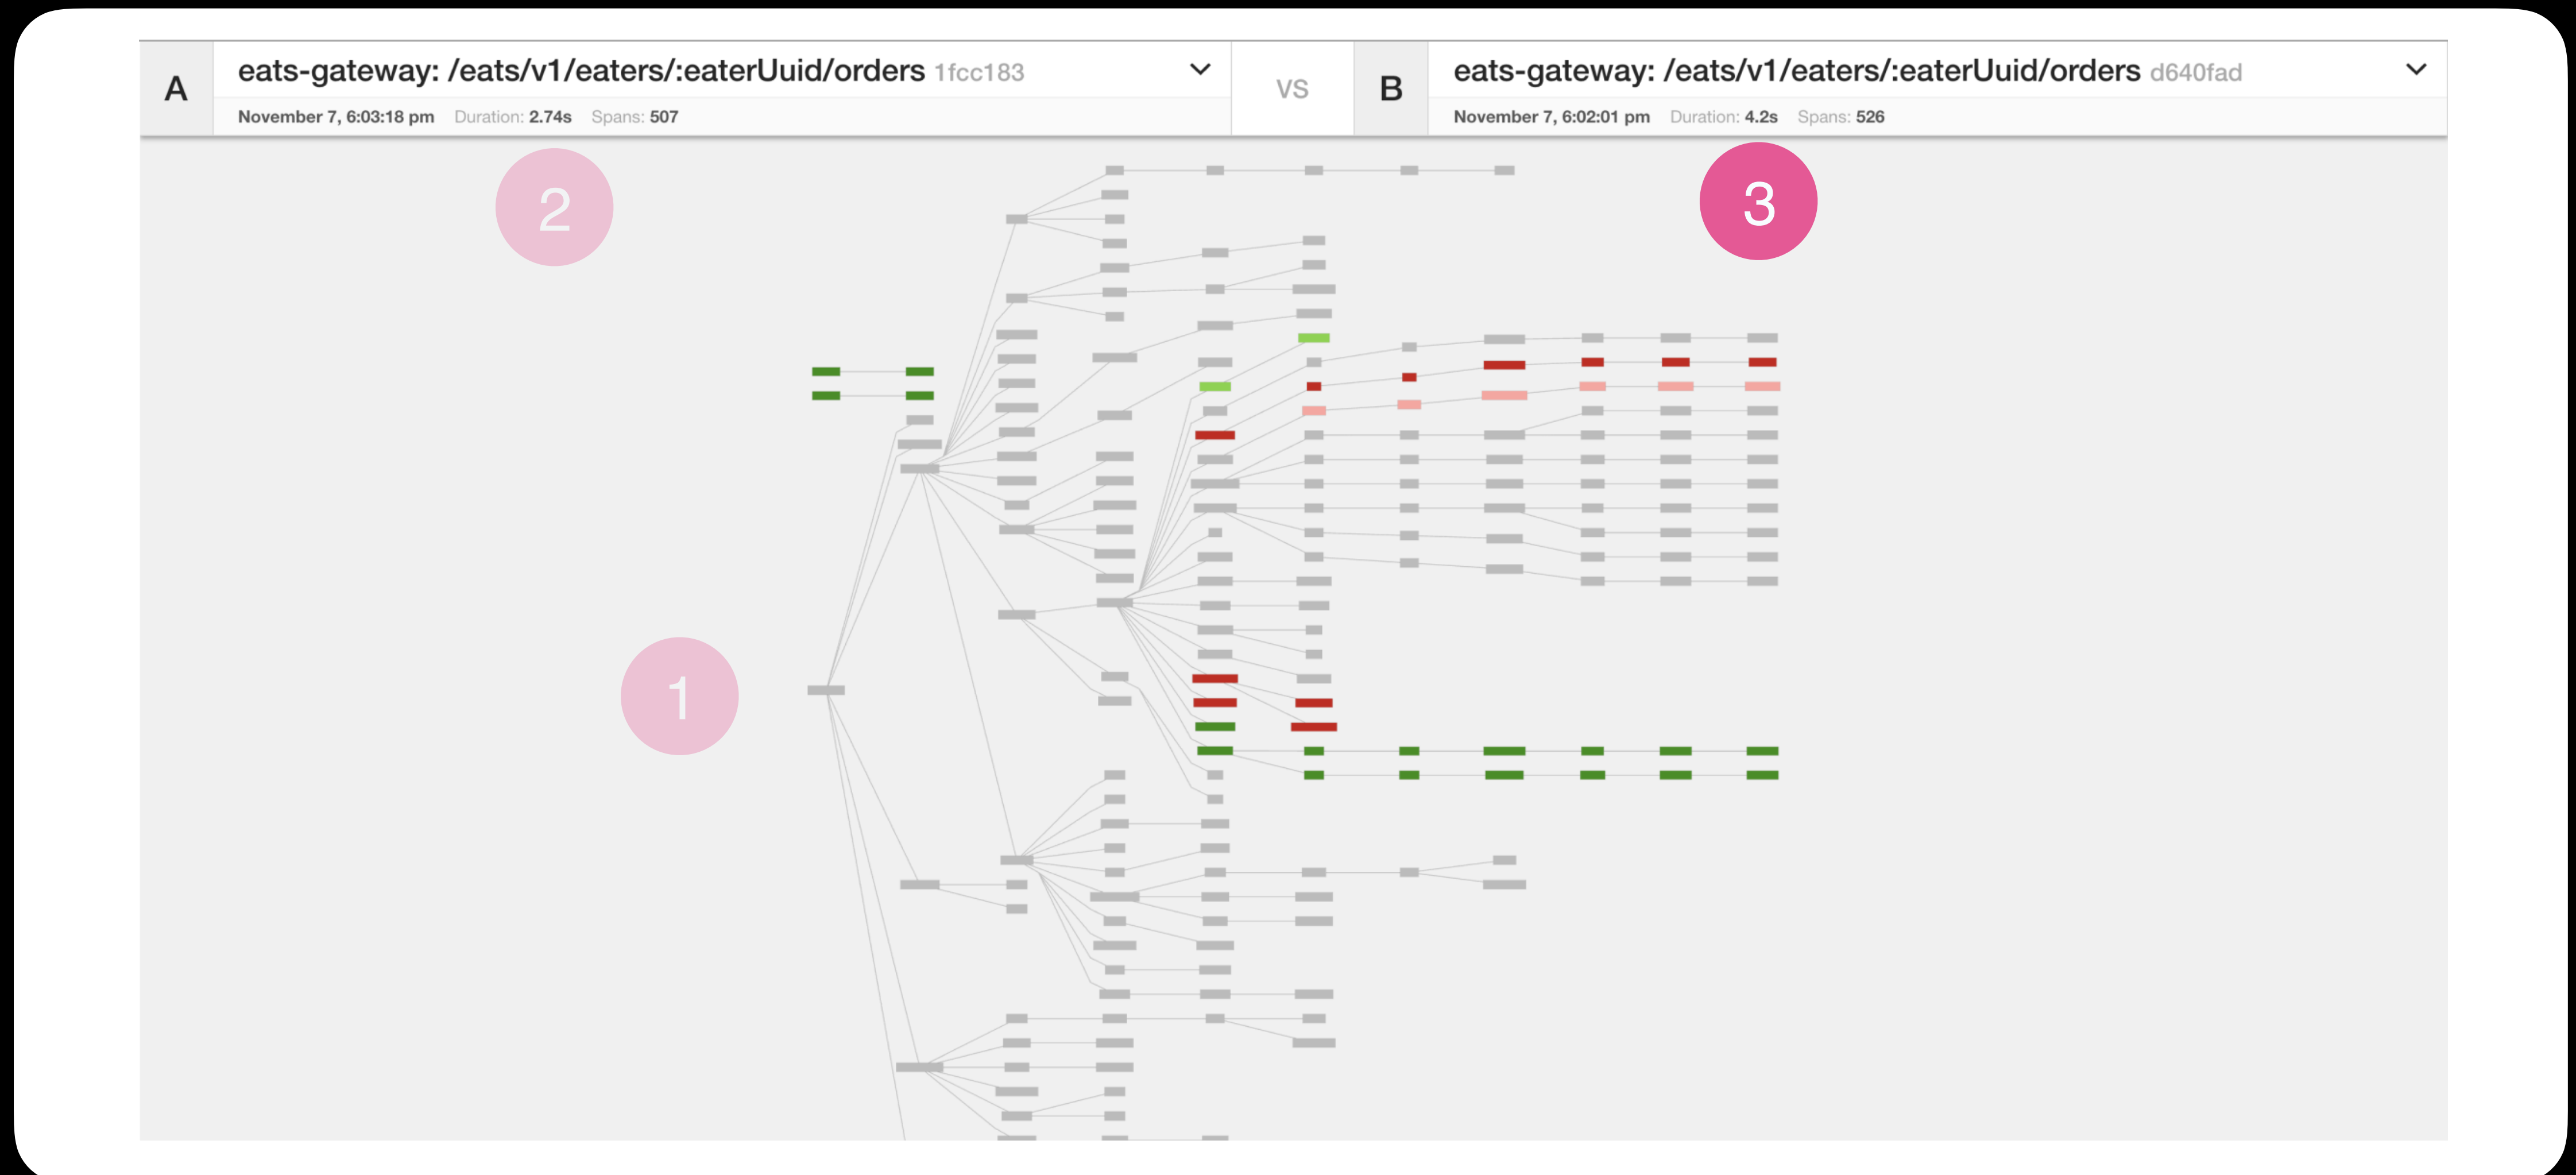 A
eats-gateway: /eats/v1/eaters/:eaterUuid/orders 1fcc183
November 7, 6:03:18 pm Duration: 2.74s Spans: 507
VS
B
eats-gateway: /eats/v1/eaters/:eaterUuid/orders d640fad
November 7, 6:02:01 pm Duration: 4.2s Spans: 526
2
3
1